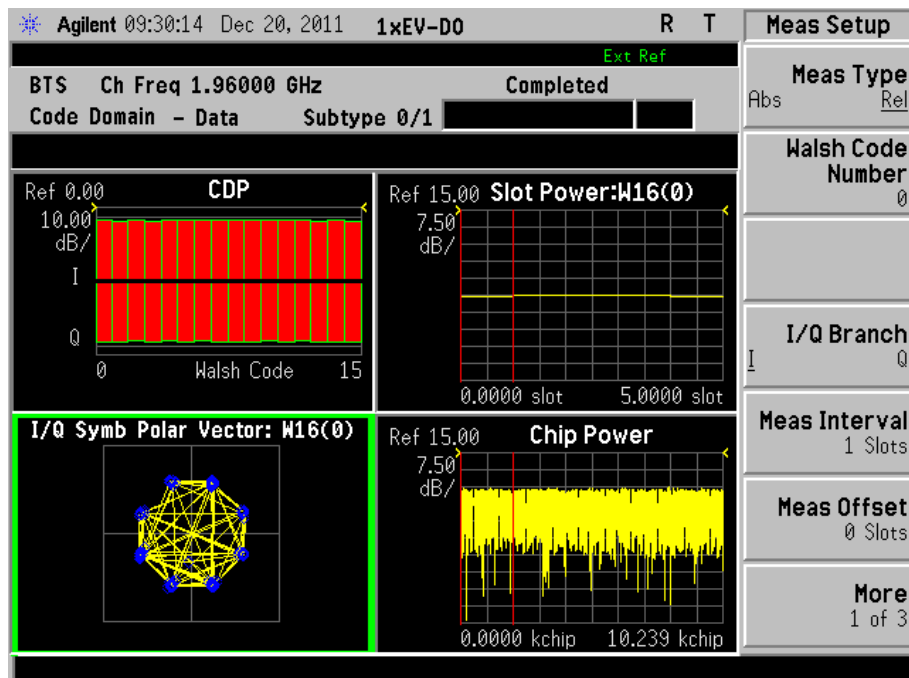 Agilent 09:30:14 Dec 20, 2011 1xEV-DO R T
Ext Ref
BTS Ch Freq 1.96000 GHz Completed
Code Domain - Data Subtype 0/1
Ref 0.00 CDP
10.00
dB/
I
Q
0 Walsh Code 15
Ref 15.00 Slot Power:W16(0)
7.50
dB/
0.0000 slot 5.0000 slot
I/Q Symb Polar Vector: W16(0)
Ref 15.00 Chip Power
7.50
dB/
0.0000 kchip 10.239 kchip
Meas Setup
Meas Type
Abs Rel
Walsh Code
Number
0
I/Q Branch
I Q
Meas Interval
1 Slots
Meas Offset
0 Slots
More
1 of 3